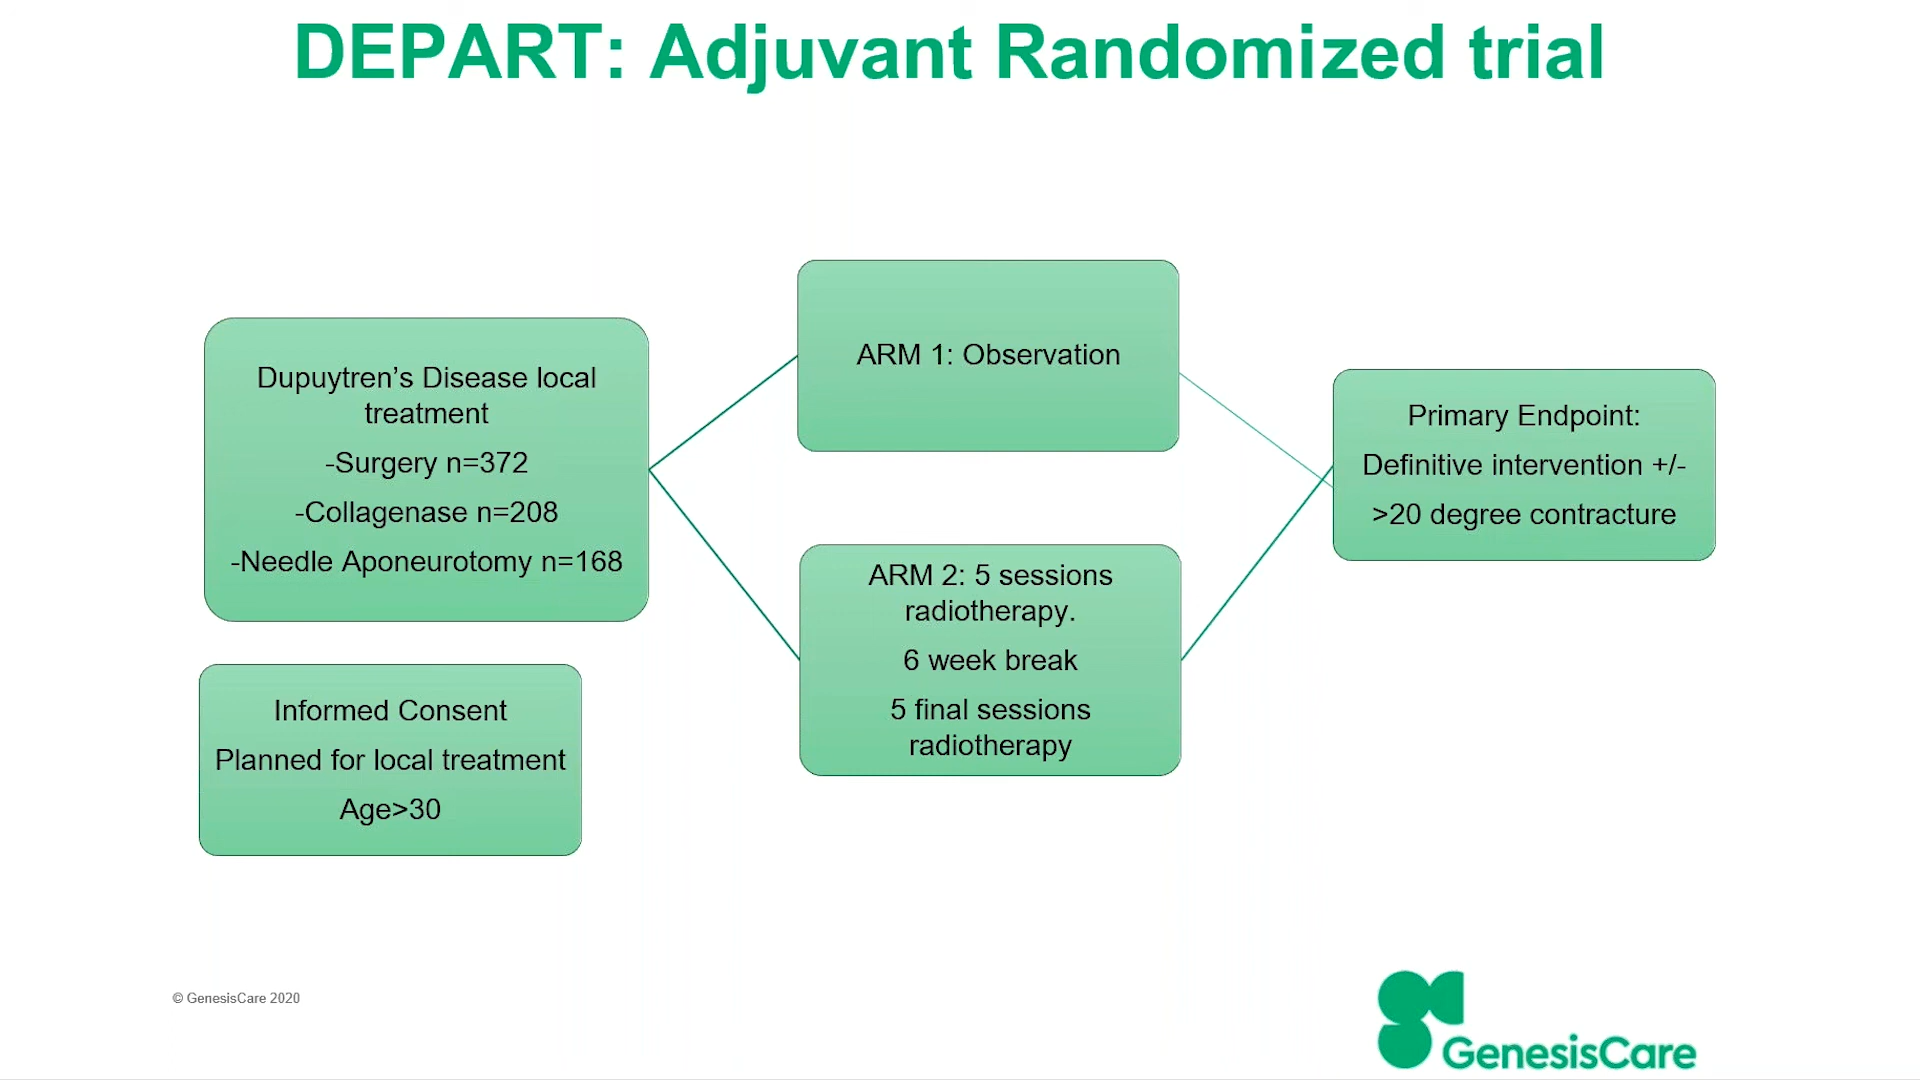 DEPART: Adjuvant Randomized trial
Dupuytren’s Disease local
treatment
-Surgery n=372
-Collagenase n=208
-Needle Aponeurotomy n=168
Informed Consent
Planned for local treatment
Age>30
ARM 1: Observation
ARM 2: 5 sessions
radiotherapy.
6 week break
5 final sessions
radiotherapy
Primary Endpoint:
Definitive intervention +/-
>20 degree contracture
© GenesisCare 2020
GenesisCare